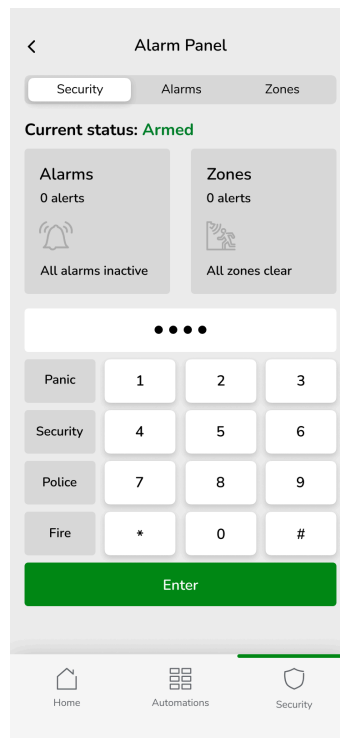 Alarm Panel
Security Alarms Zones
Current status: Armed
Alarms
0 alerts
All alarms inactive
Zones
0 alerts
All zones clear
••••
Panic 1 2 3
Security 4 5 6
Police 7 8 9
Fire * 0 #
Enter
Home Automations Security